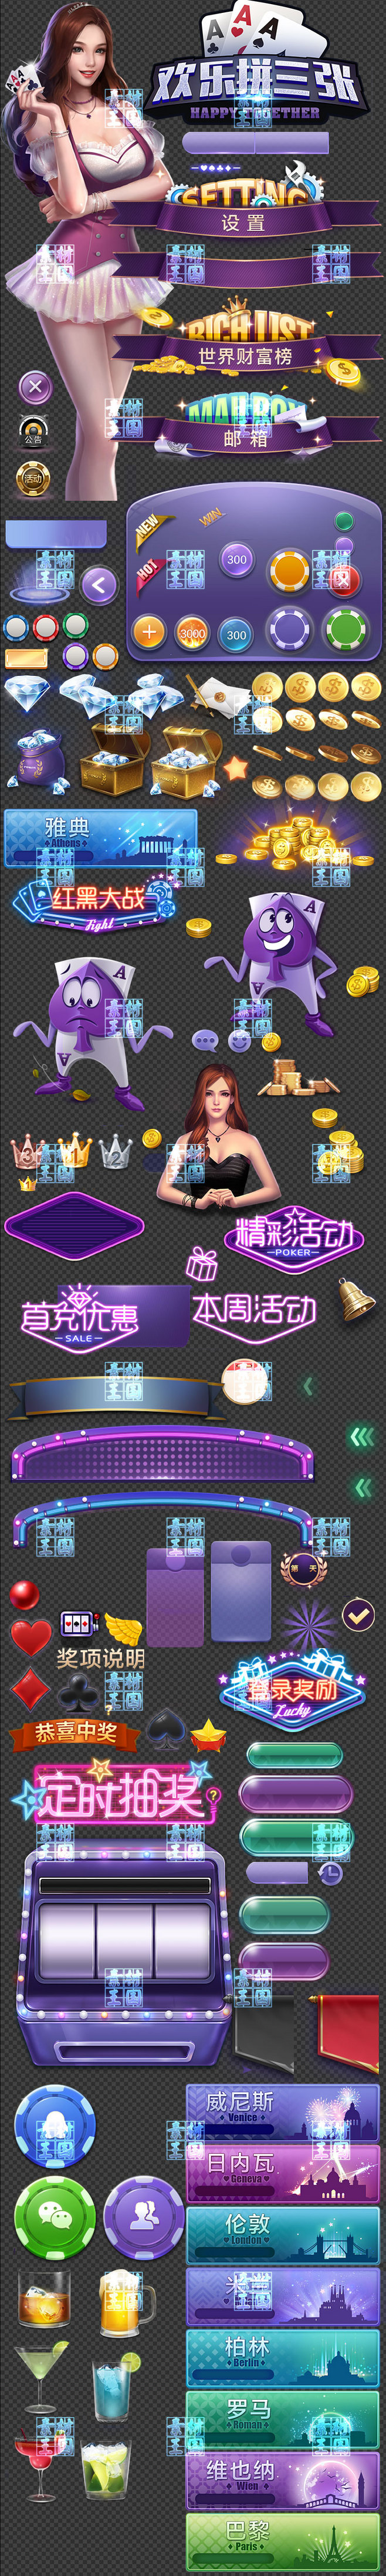 A A A
欢乐拼三张
HAPPY TOGETHER
SETTING
设置
RICH LIST
世界财富榜
MAILBOX
邮箱
公告
活动
NEW
WIN
HOT
300
3000
300
雅典
Athens
红黑大战
Fight
A
A
3
1
2
精彩活动
POKER
首充优惠
SALE
本周活动
第 天
奖项说明
登录奖励
Lucky
恭喜中奖
定时抽奖
?
威尼斯
Venice
日内瓦
Geneva
伦敦
London
米兰
柏林
Berlin
罗马
Roman
维也纳
Wien
巴黎
Paris